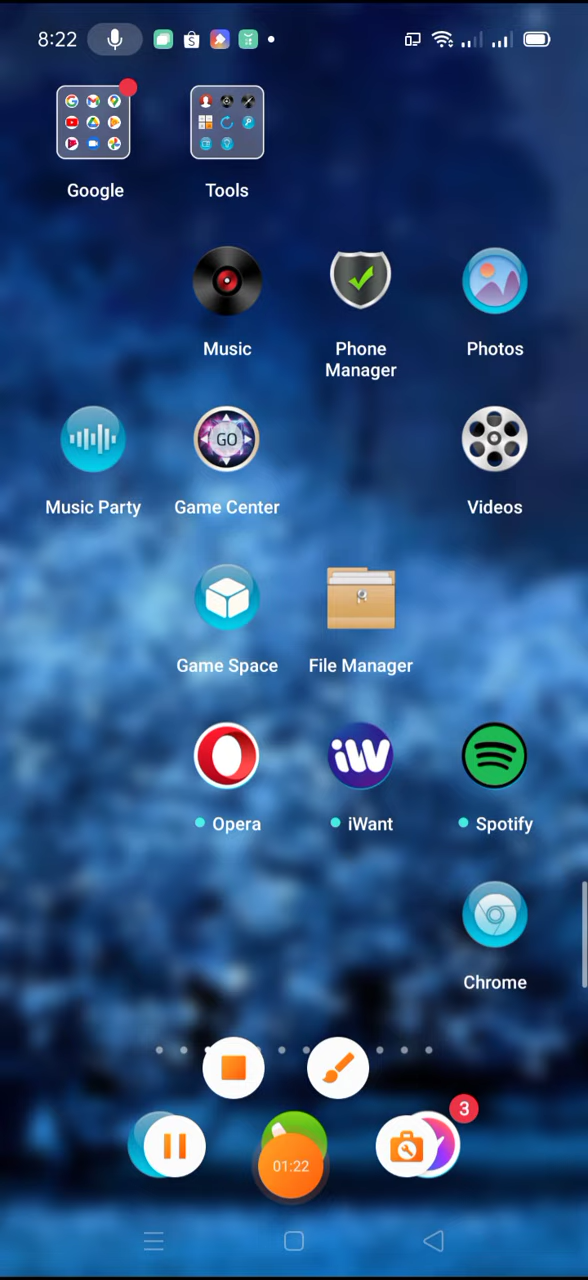 8:22
Google
Tools
Music
Phone
Manager
Photos
GO
Music Party
Game Center
Videos
Game Space
File Manager
iW
Opera
iWant
Spotify
Chrome
3
01:22